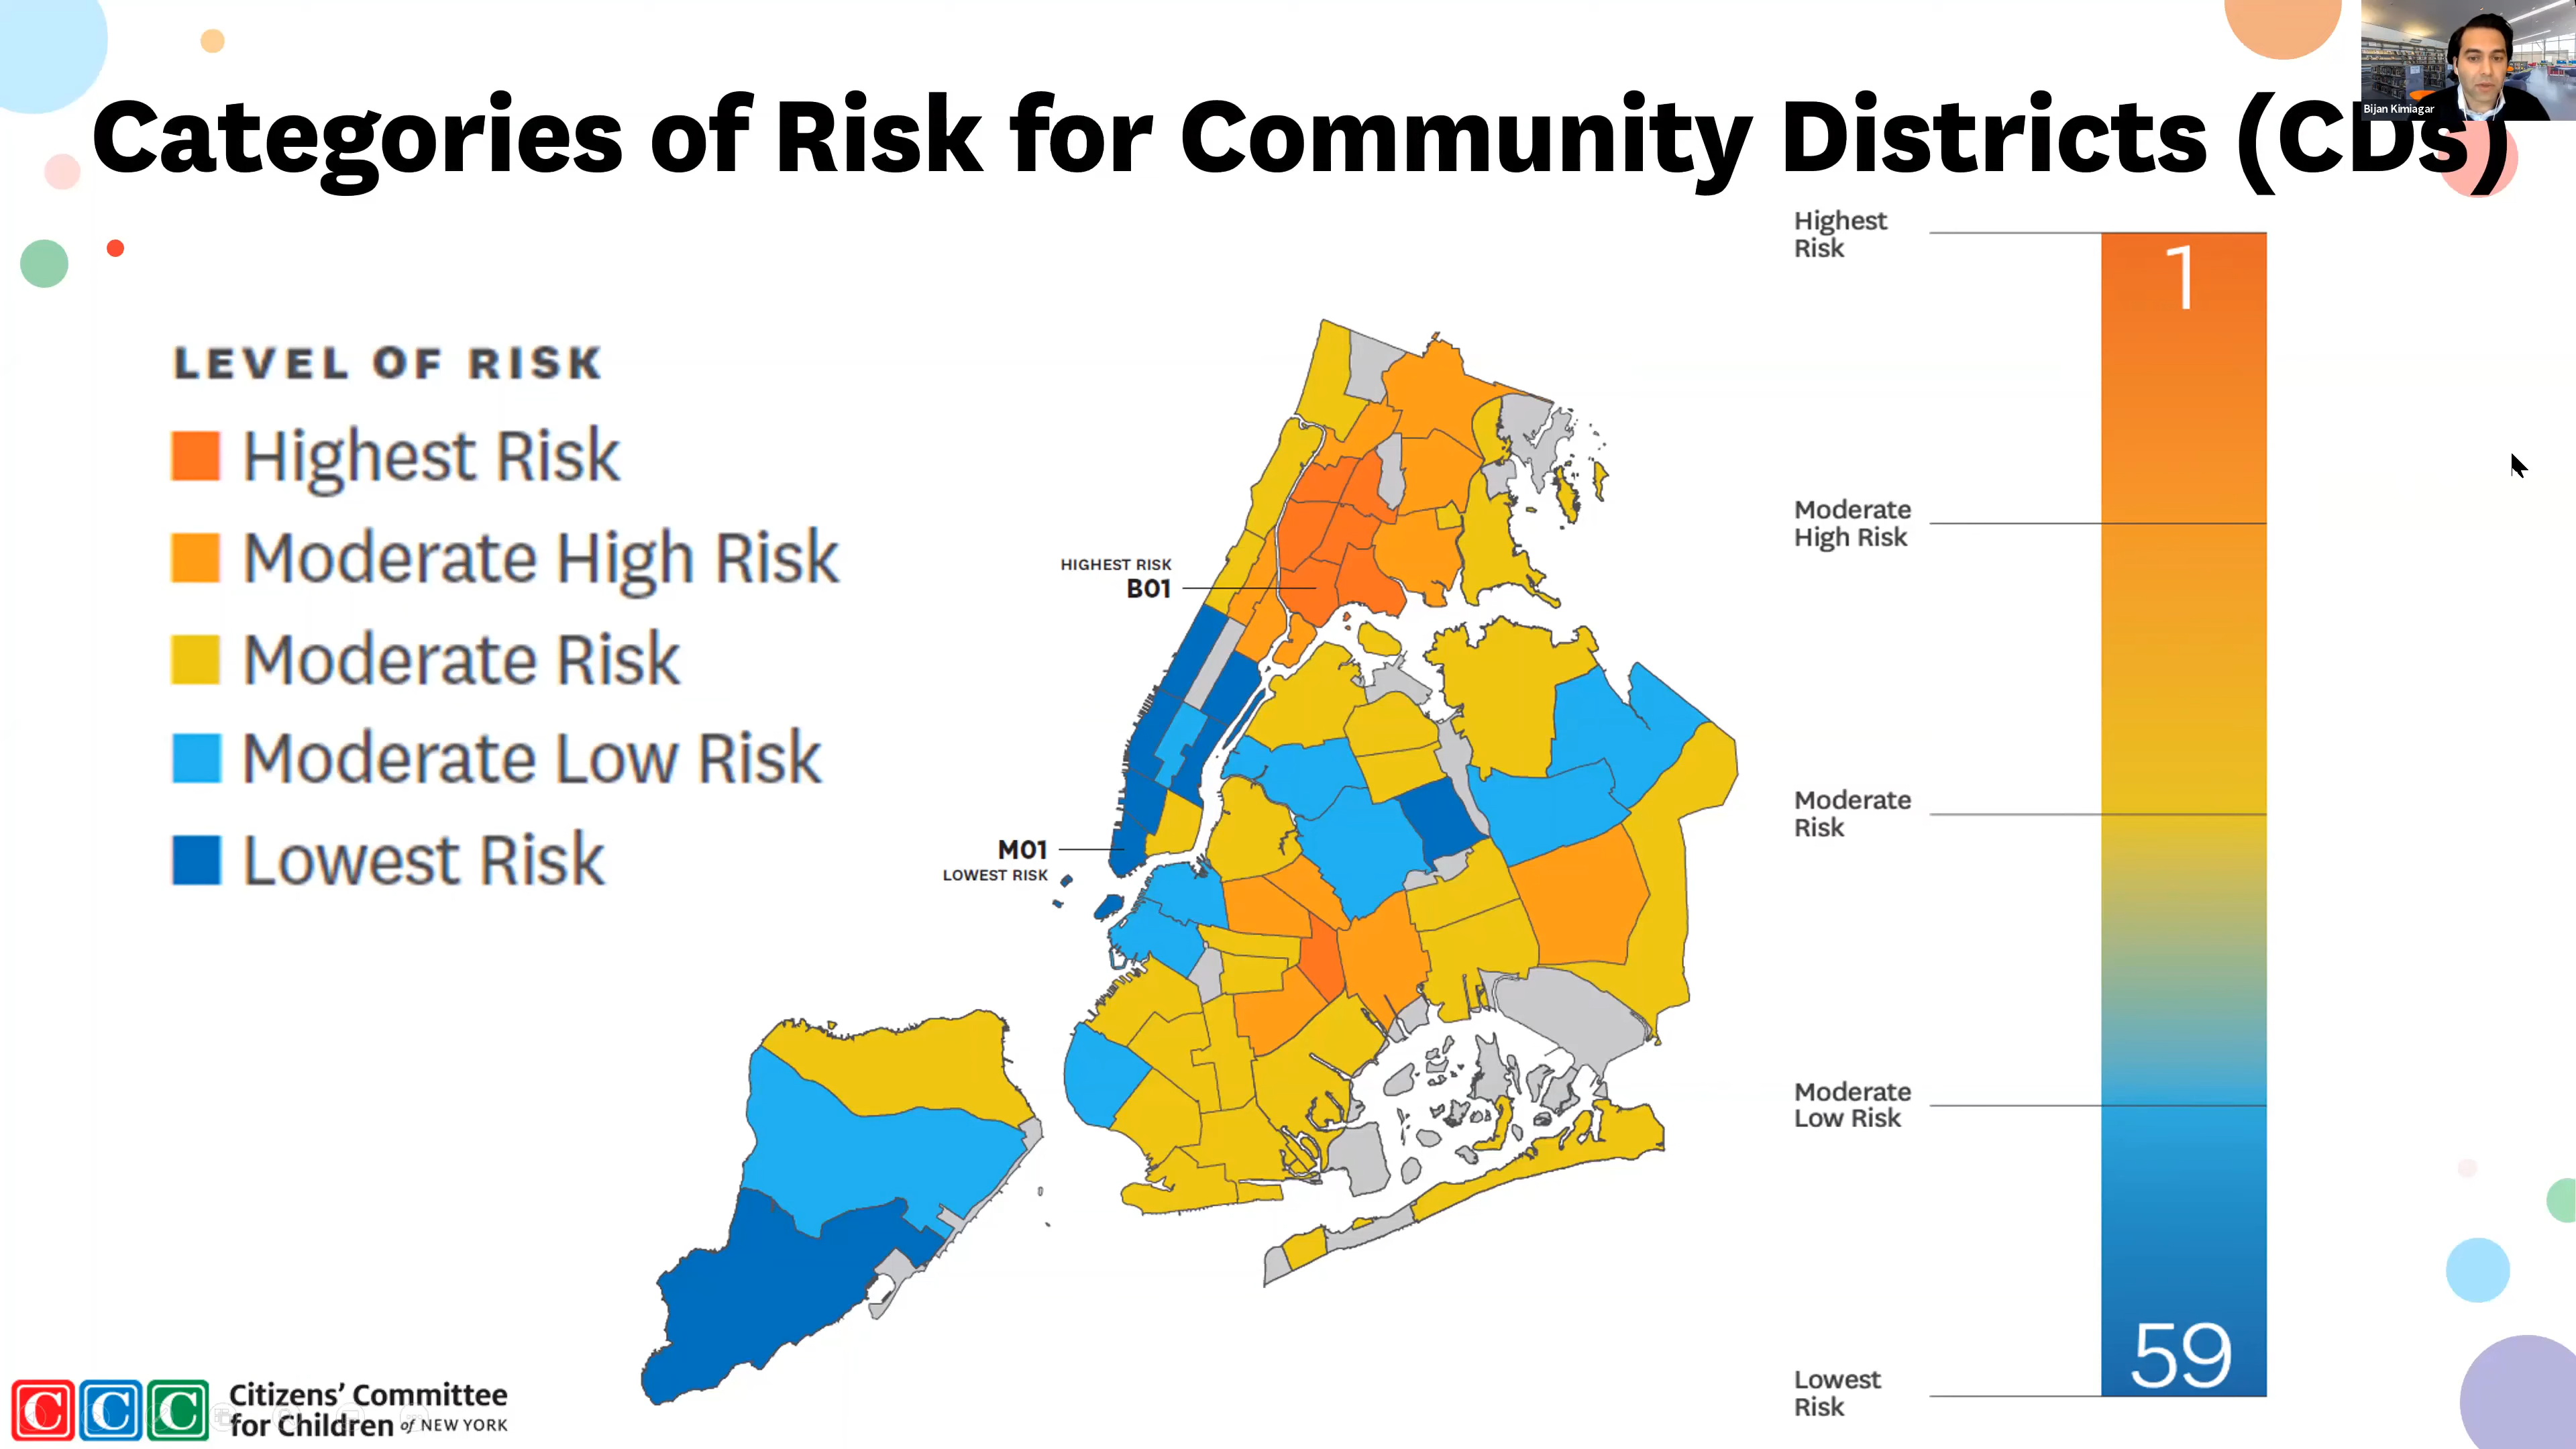 Bijan Kimiagar
Categories of Risk for Community Districts (CDs)
LEVEL OF RISK
Highest Risk
Moderate High Risk
Moderate Risk
Moderate Low Risk
Lowest Risk
HIGHEST RISK
B01
M01
LOWEST RISK
Highest
Risk
1
Moderate
High Risk
Moderate
Risk
Moderate
Low Risk
59
Lowest
Risk
C C C
Citizens' Committee
for Children of NEW YORK